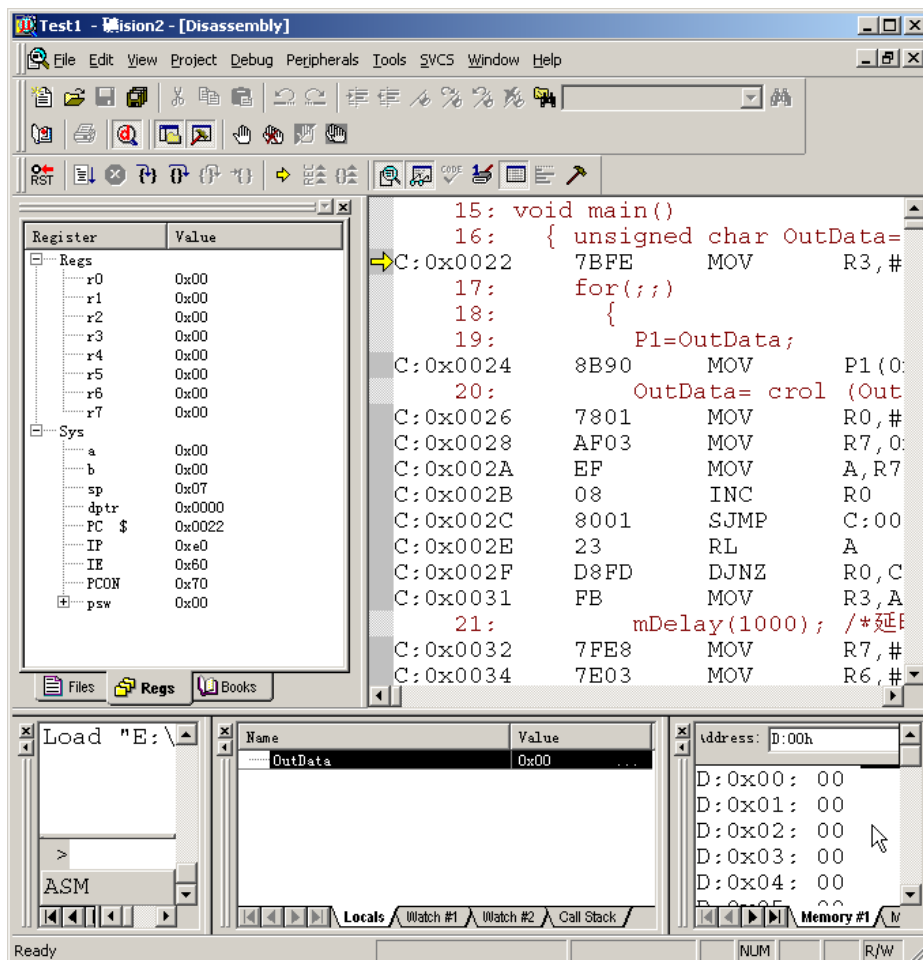 Test1 - ision2 - [Disassembly]
File Edit View Project Debug Peripherals Tools SVCS Window Help
RST
CODE
Register Value
Regs
r0 0x00
r1 0x00
r2 0x00
r3 0x00
r4 0x00
r5 0x00
r6 0x00
r7 0x00
Sys
a 0x00
b 0x00
sp 0x07
dptr 0x0000
PC $ 0x0022
IP 0xe0
IE 0x60
PCON 0x70
psw 0x00
Files Regs Books
15: void main()
16: { unsigned char OutData=
C:0x0022 7BFE MOV R3,#
17: for(;;)
18: {
19: P1=OutData;
C:0x0024 8B90 MOV P1(0
20: OutData= crol (Out
C:0x0026 7801 MOV R0,#
C:0x0028 AF03 MOV R7,0
C:0x002A EF MOV A,R7
C:0x002B 08 INC R0
C:0x002C 8001 SJMP C:00
C:0x002E 23 RL A
C:0x002F D8FD DJNZ R0,C
C:0x0031 FB MOV R3,A
21: mDelay(1000); /*延
C:0x0032 7FE8 MOV R7,#
C:0x0034 7E03 MOV R6,#
Load "E:\
>
ASM
Name Value
OutData 0x00 ...
Locals Watch #1 Watch #2 Call Stack
ddress: D:00h
D:0x00: 00
D:0x01: 00
D:0x02: 00
D:0x03: 00
D:0x04: 00
Memory #1 M
Ready NUM R/W